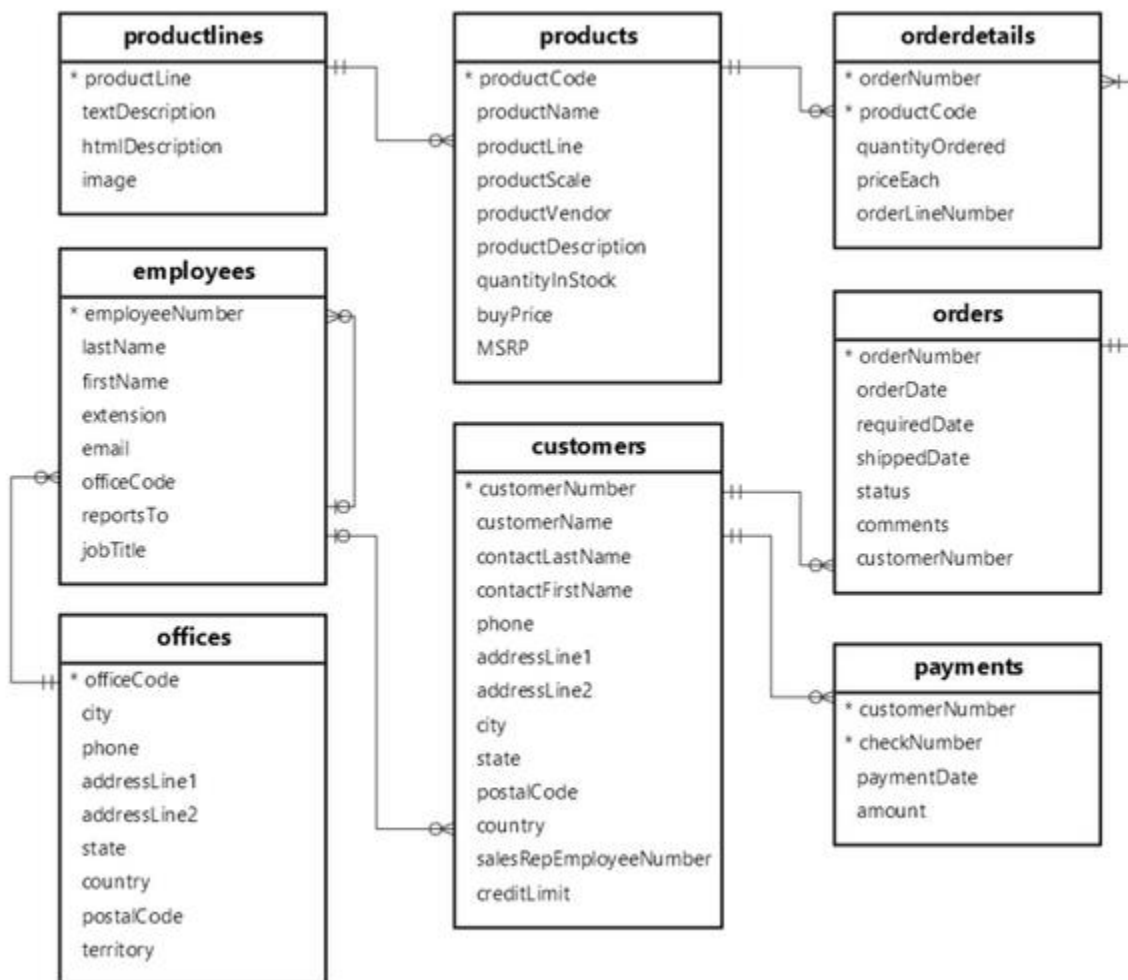 productlines
* productLine
textDescription
htmlDescription
image
products
* productCode
productName
productLine
productScale
productVendor
productDescription
quantityInStock
buyPrice
MSRP
orderdetails
* orderNumber
* productCode
quantityOrdered
priceEach
orderLineNumber
employees
* employeeNumber
lastName
firstName
extension
email
officeCode
reportsTo
jobTitle
orders
* orderNumber
orderDate
requiredDate
shippedDate
status
comments
customerNumber
customers
* customerNumber
customerName
contactLastName
contactFirstName
phone
addressLine1
addressLine2
city
state
postalCode
country
salesRepEmployeeNumber
creditLimit
offices
* officeCode
city
phone
addressLine1
addressLine2
state
country
postalCode
territory
payments
* customerNumber
* checkNumber
paymentDate
amount